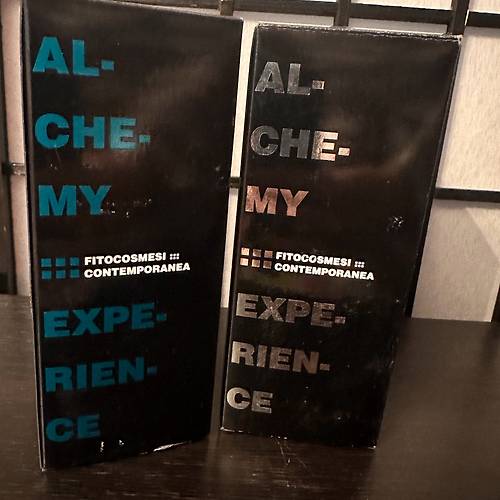 AL-
CHE-
MY
FITOCOSMESI
CONTEMPORANEA
EXPE-
RIEN-
CE
AL-
CHE-
MY
FITOCOSMESI
CONTEMPORANEA
EXPE-
RIEN-
CE